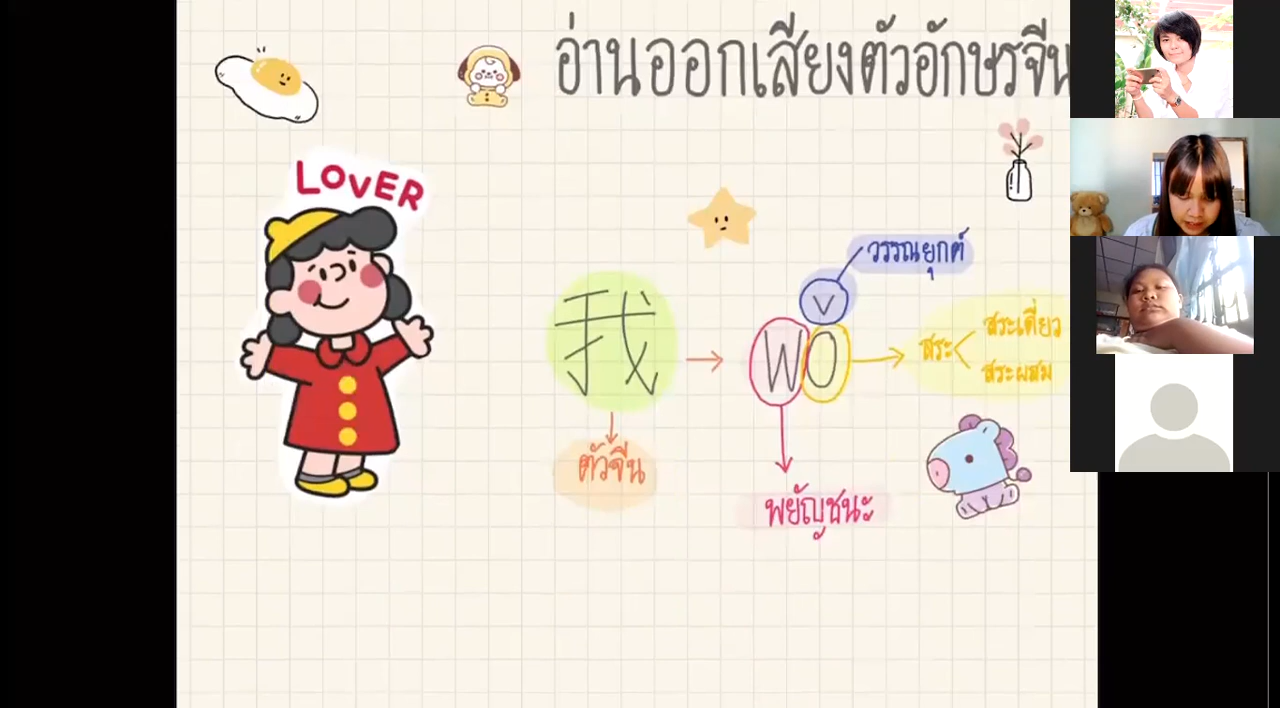 อ่านออกเสียงตัวอักษรจีน
LOVER
วรรณยุกต์
v
我 → wo
สระ
สระเดี่ยว
สระผสม
ตัวจีน
พยัญชนะ